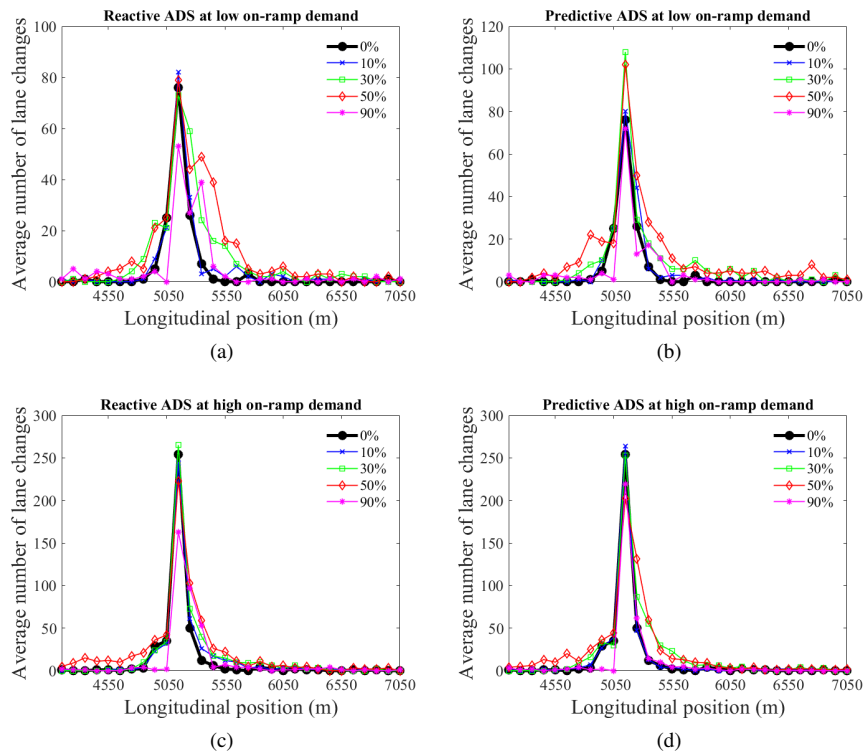 Reactive ADS at low on-ramp demand
Average number of lane changes
100
80
60
40
20
0
0%
10%
30%
50%
90%
4550 5050 5550 6050 6550 7050
Longitudinal position (m)
(a)
Predictive ADS at low on-ramp demand
Average number of lane changes
120
100
80
60
40
20
0
0%
10%
30%
50%
90%
4550 5050 5550 6050 6550 7050
Longitudinal position (m)
(b)
Reactive ADS at high on-ramp demand
Average number of lane changes
300
250
200
150
100
50
0
0%
10%
30%
50%
90%
4550 5050 5550 6050 6550 7050
Longitudinal position (m)
(c)
Predictive ADS at high on-ramp demand
Average number of lane changes
300
250
200
150
100
50
0
0%
10%
30%
50%
90%
4550 5050 5550 6050 6550 7050
Longitudinal position (m)
(d)